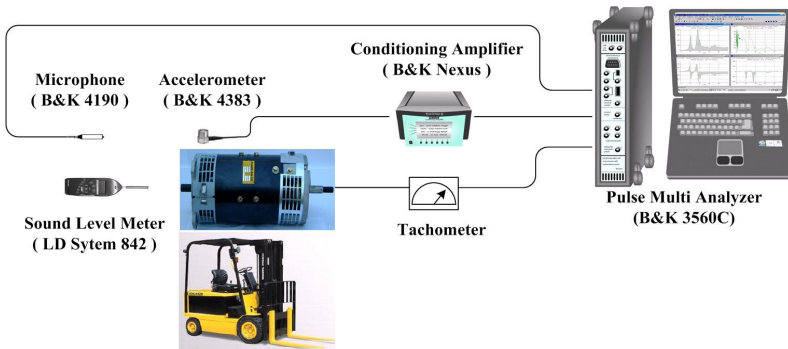 Conditioning Amplifier
( B&K Nexus )
Microphone
( B&K 4190 )
Accelerometer
( B&K 4383 )
Pulse Multi Analyzer
(B&K 3560C)
Sound Level Meter
( LD Sytem 842 )
Tachometer